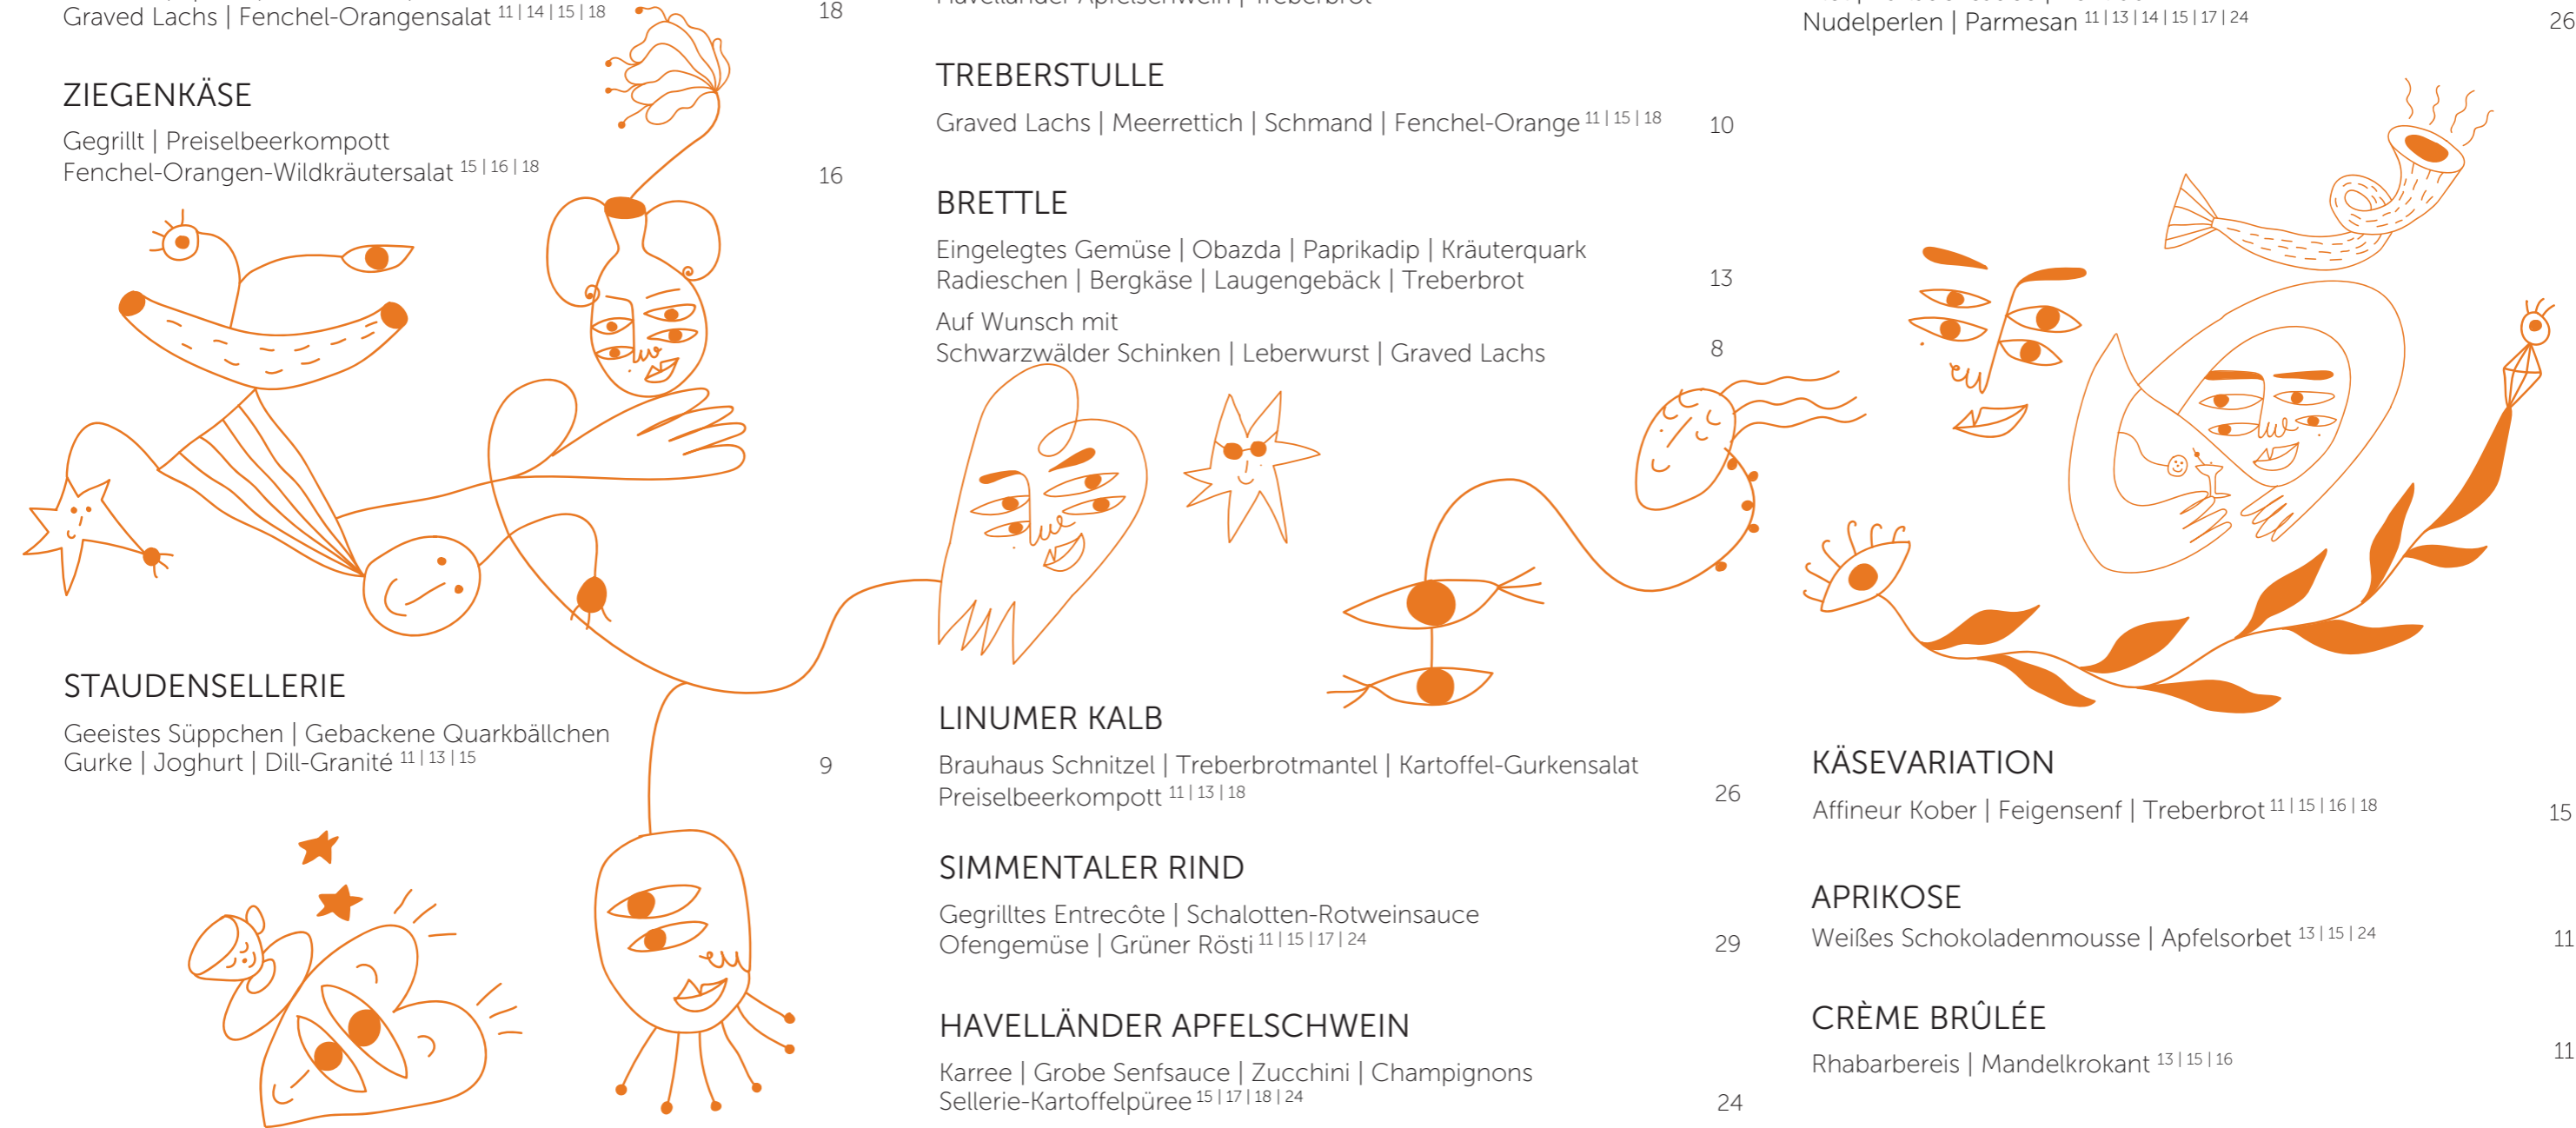 Graved Lachs | Fenchel-Orangensalat 11 | 14 | 15 | 18 18
ZIEGENKÄSE
Gegrillt | Preiselbeerkompott
Fenchel-Orangen-Wildkräutersalat 15 | 16 | 18 16
STAUDENSELLERIE
Geeistes Süppchen | Gebackene Quarkbällchen
Gurke | Joghurt | Dill-Granité 11 | 13 | 15 9
Havelländer Apfelschwein | Treberbrot
TREBERSTULLE
Graved Lachs | Meerrettich | Schmand | Fenchel-Orange 11 | 15 | 18 10
BRETTLE
Eingelegtes Gemüse | Obazda | Paprikadip | Kräuterquark
Radieschen | Bergkäse | Laugengebäck | Treberbrot 13
Auf Wunsch mit
Schwarzwälder Schinken | Leberwurst | Graved Lachs 8
LINUMER KALB
Brauhaus Schnitzel | Treberbrotmantel | Kartoffel-Gurkensalat
Preiselbeerkompott 11 | 13 | 18 26
SIMMENTALER RIND
Gegrilltes Entrecôte | Schalotten-Rotweinsauce
Ofengemüse | Grüner Rösti 11 | 15 | 17 | 24 29
HAVELLÄNDER APFELSCHWEIN
Karree | Grobe Senfsauce | Zucchini | Champignons
Sellerie-Kartoffelpüree 15 | 17 | 18 | 24 24
Nudelperlen | Parmesan 11 | 13 | 14 | 15 | 17 | 24 26
KÄSEVARIATION
Affineur Kober | Feigensenf | Treberbrot 11 | 15 | 16 | 18 15
APRIKOSE
Weißes Schokoladenmousse | Apfelsorbet 13 | 15 | 24 11
CRÈME BRÛLÉE
Rhabarbereis | Mandelkrokant 13 | 15 | 16 11